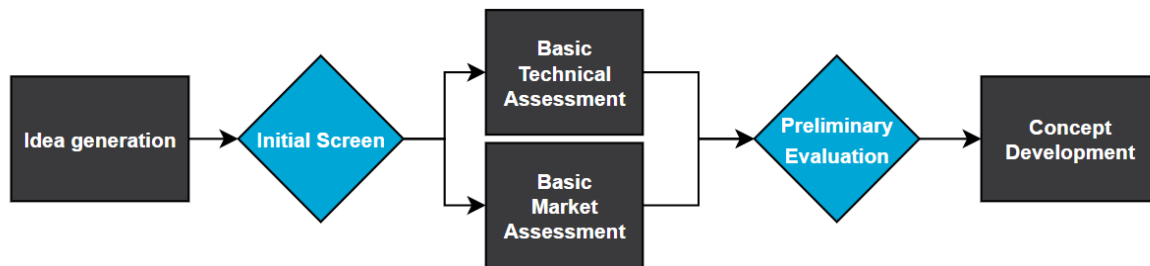 Idea generation
Initial Screen
Basic
Technical
Assessment
Basic
Market
Assessment
Preliminary
Evaluation
Concept
Development